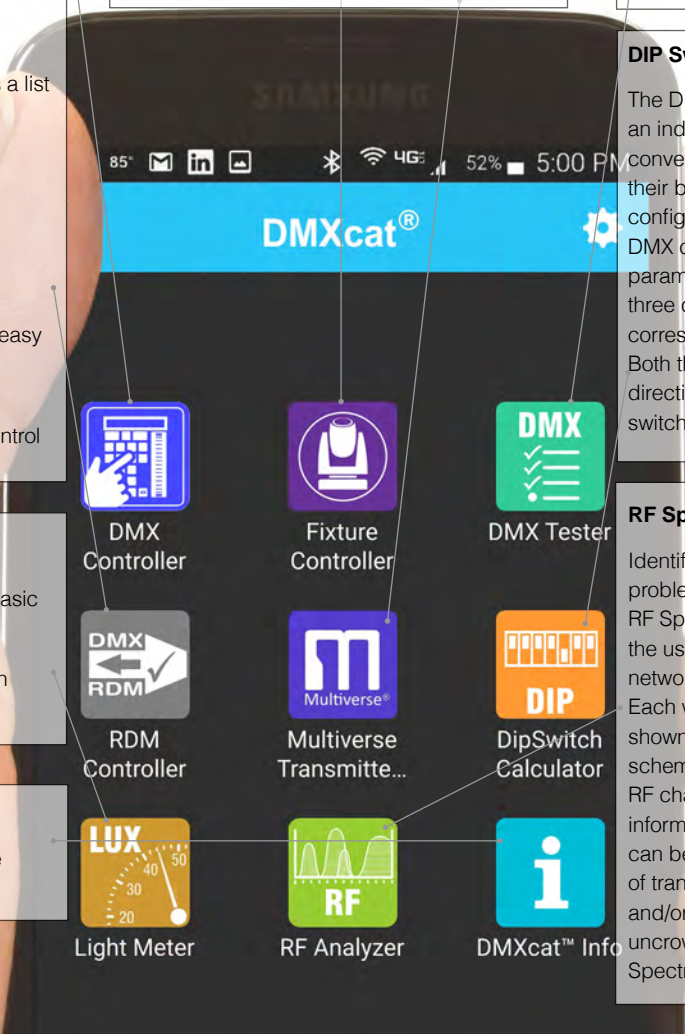 a list
easy
ntrol
asic
n
e
SAMSUNG
85° in 4G 52% 5:00 PM
DMXcat®
DMX
Controller
Fixture
Controller
DMX
DMX Tester
DMX
RDM
RDM
Controller
Multiverse®
Multiverse
Transmitte...
DIP
DipSwitch
Calculator
LUX
20 30 40 50
Light Meter
RF
RF Analyzer
i
DMXcat™ Info
DIP Sw
The D
an ind
conve
their b
config
DMX c
param
three c
corres
Both th
directi
switch
RF Sp
Identif
proble
RF Sp
the us
netwo
Each w
shown
schem
RF cha
inform
can be
of tran
and/or
uncrov
Spectr